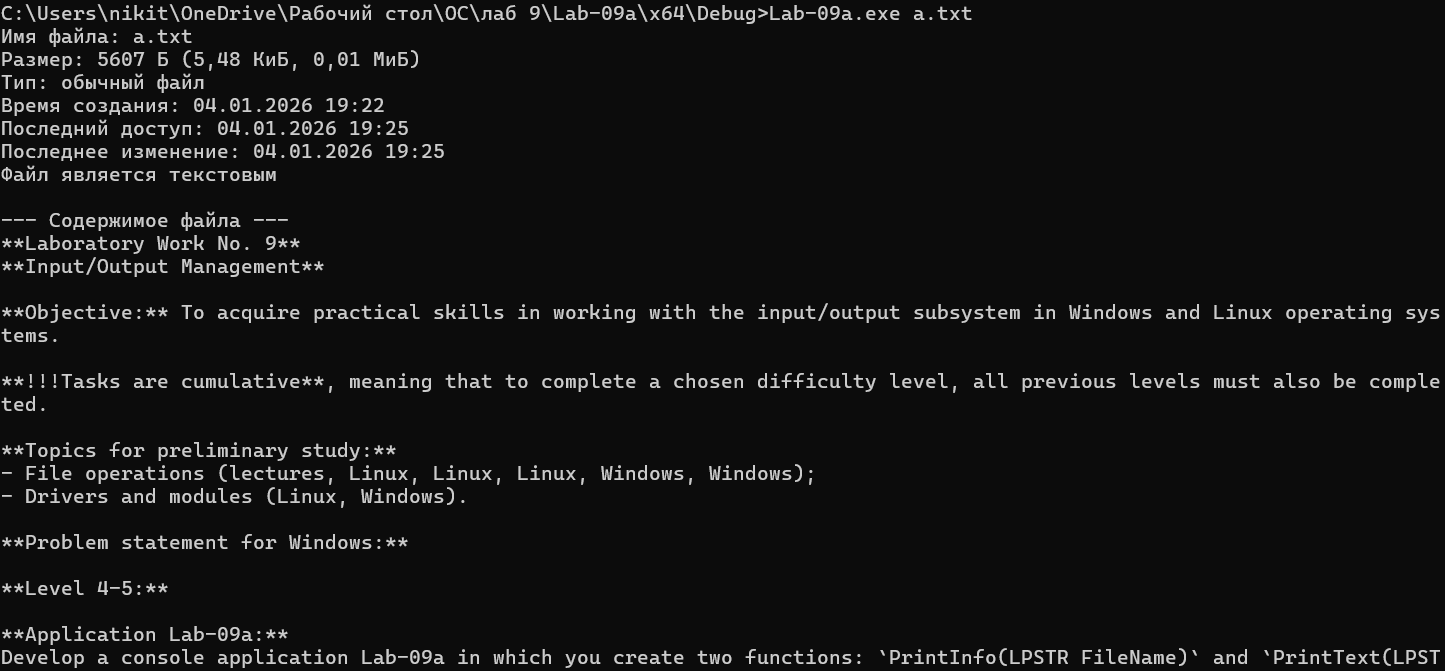 C:\Users\nikit\OneDrive\Рабочий стол\ОС\лаб 9\Lab-09a\x64\Debug>Lab-09a.exe a.txt
Имя файла: a.txt
Размер: 5607 Б (5,48 КиБ, 0,01 МиБ)
Тип: обычный файл
Время создания: 04.01.2026 19:22
Последний доступ: 04.01.2026 19:25
Последнее изменение: 04.01.2026 19:25
Файл является текстовым
--- Содержимое файла ---
**Laboratory Work No. 9**
**Input/Output Management**
**Objective:** To acquire practical skills in working with the input/output subsystem in Windows and Linux operating sys
tems.
**!!!Tasks are cumulative**, meaning that to complete a chosen difficulty level, all previous levels must also be comple
ted.
**Topics for preliminary study:**
- File operations (lectures, Linux, Linux, Linux, Windows, Windows);
- Drivers and modules (Linux, Windows).
**Problem statement for Windows:**
**Level 4-5:**
**Application Lab-09a:**
Develop a console application Lab-09a in which you create two functions: `PrintInfo(LPSTR FileName)` and `PrintText(LPST